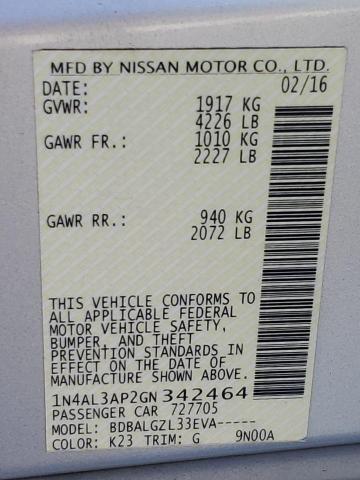 MFD BY NISSAN MOTOR CO., LTD.
DATE: 02/16
GVWR: 1917 KG
4226 LB
GAWR FR.: 1010 KG
2227 LB
GAWR RR.: 940 KG
2072 LB
THIS VEHICLE CONFORMS TO
ALL APPLICABLE FEDERAL
MOTOR VEHICLE SAFETY,
BUMPER, AND THEFT
PREVENTION STANDARDS IN
EFFECT ON THE DATE OF
MANUFACTURE SHOWN ABOVE.
1N4AL3AP2GN342464
PASSENGER CAR 727705
MODEL: BDBALGZL33EVA-----
COLOR: K23 TRIM: G 9N00A